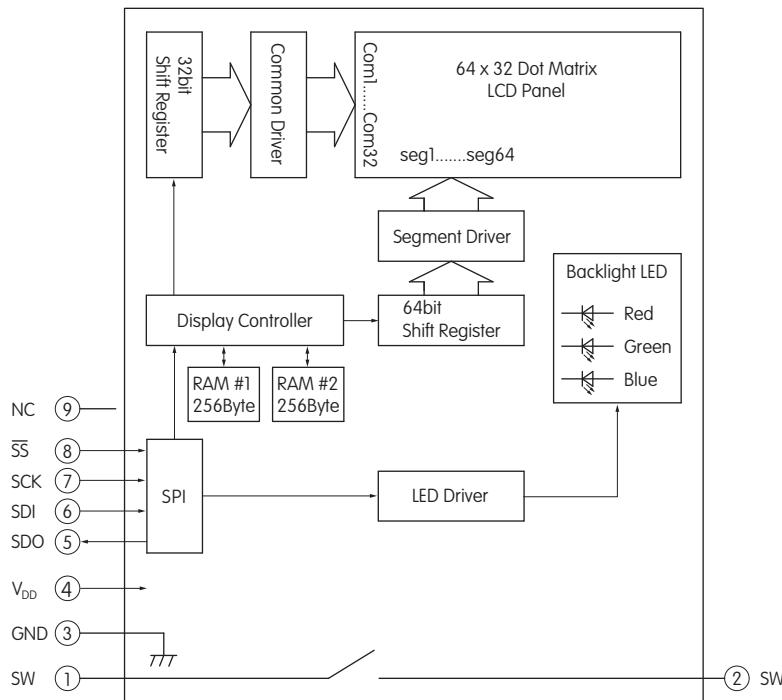 32bit
Shift Register
Common Driver
Com1......Com32
64 x 32 Dot Matrix
LCD Panel
seg1.......seg64
Segment Driver
Backlight LED
Red
Green
Blue
Display Controller
64bit
Shift Register
RAM #1
256Byte
RAM #2
256Byte
NC 9
SS 8
SCK 7
SDI 6
SDO 5
SPI
LED Driver
VDD 4
GND 3
SW 1
2 SW